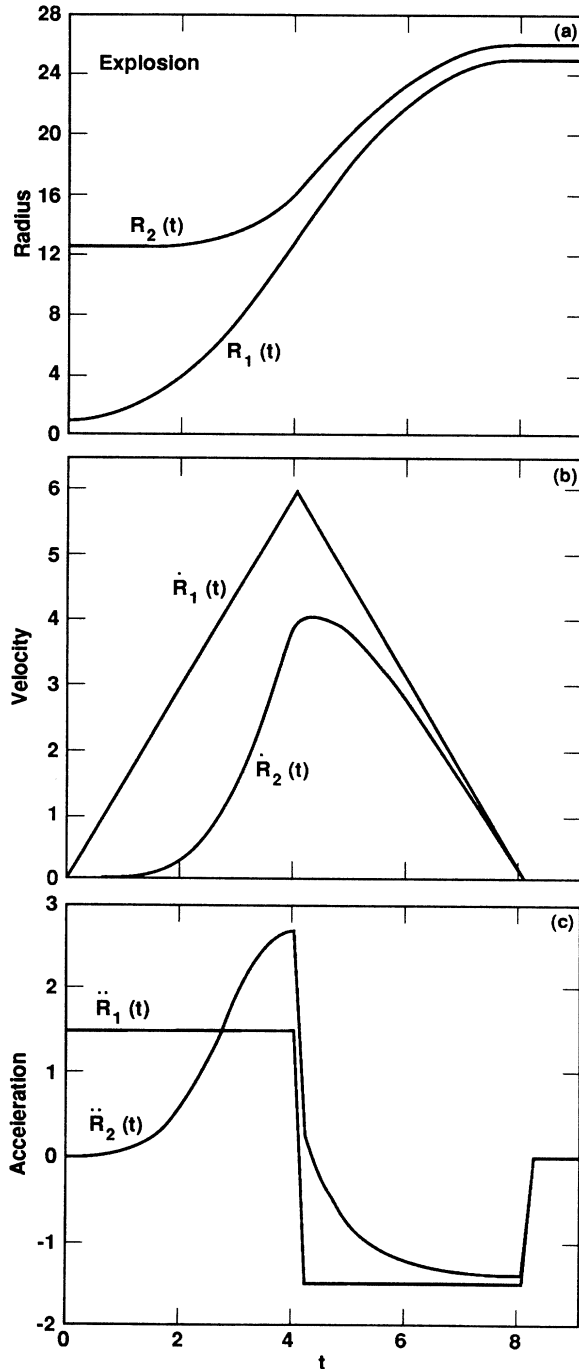 28
(a)
Explosion
24
20
16
Radius
R₂ (t)
12
8
R₁ (t)
4
0
(b)
6
5
Ṙ₁ (t)
4
Velocity
3
2
Ṙ₂ (t)
1
0
3
(c)
2
R̈₁ (t)
1
R̈₂ (t)
Acceleration
0
-1
-2
0 2 4 6 8
t